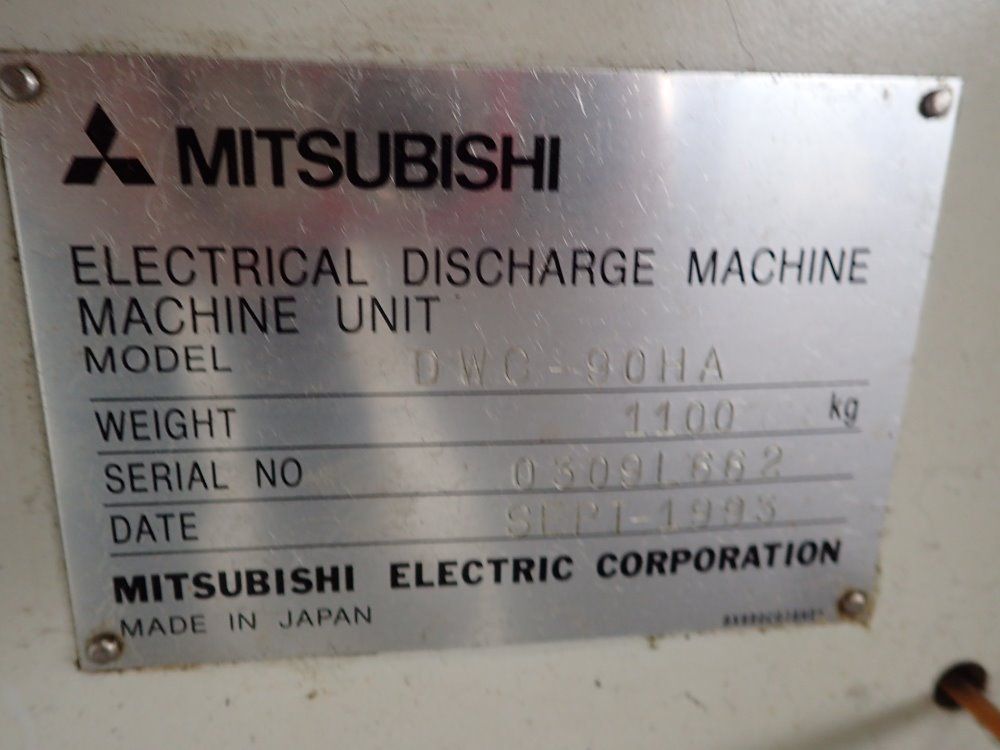 MITSUBISHI
ELECTRICAL DISCHARGE MACHINE
MACHINE UNIT
MODEL DWC-90HA
WEIGHT 1100 kg
SERIAL NO 0309L662
DATE SEPT-1993
MITSUBISHI ELECTRIC CORPORATION
MADE IN JAPAN